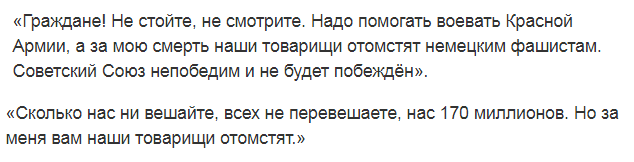 «Граждане! Не стойте, не смотрите. Надо помогать воевать Красной
Армии, а за мою смерть наши товарищи отомстят немецким фашистам.
Советский Союз непобедим и не будет побеждён».
«Сколько нас ни вешайте, всех не перевешаете, нас 170 миллионов. Но за
меня вам наши товарищи отомстят.»